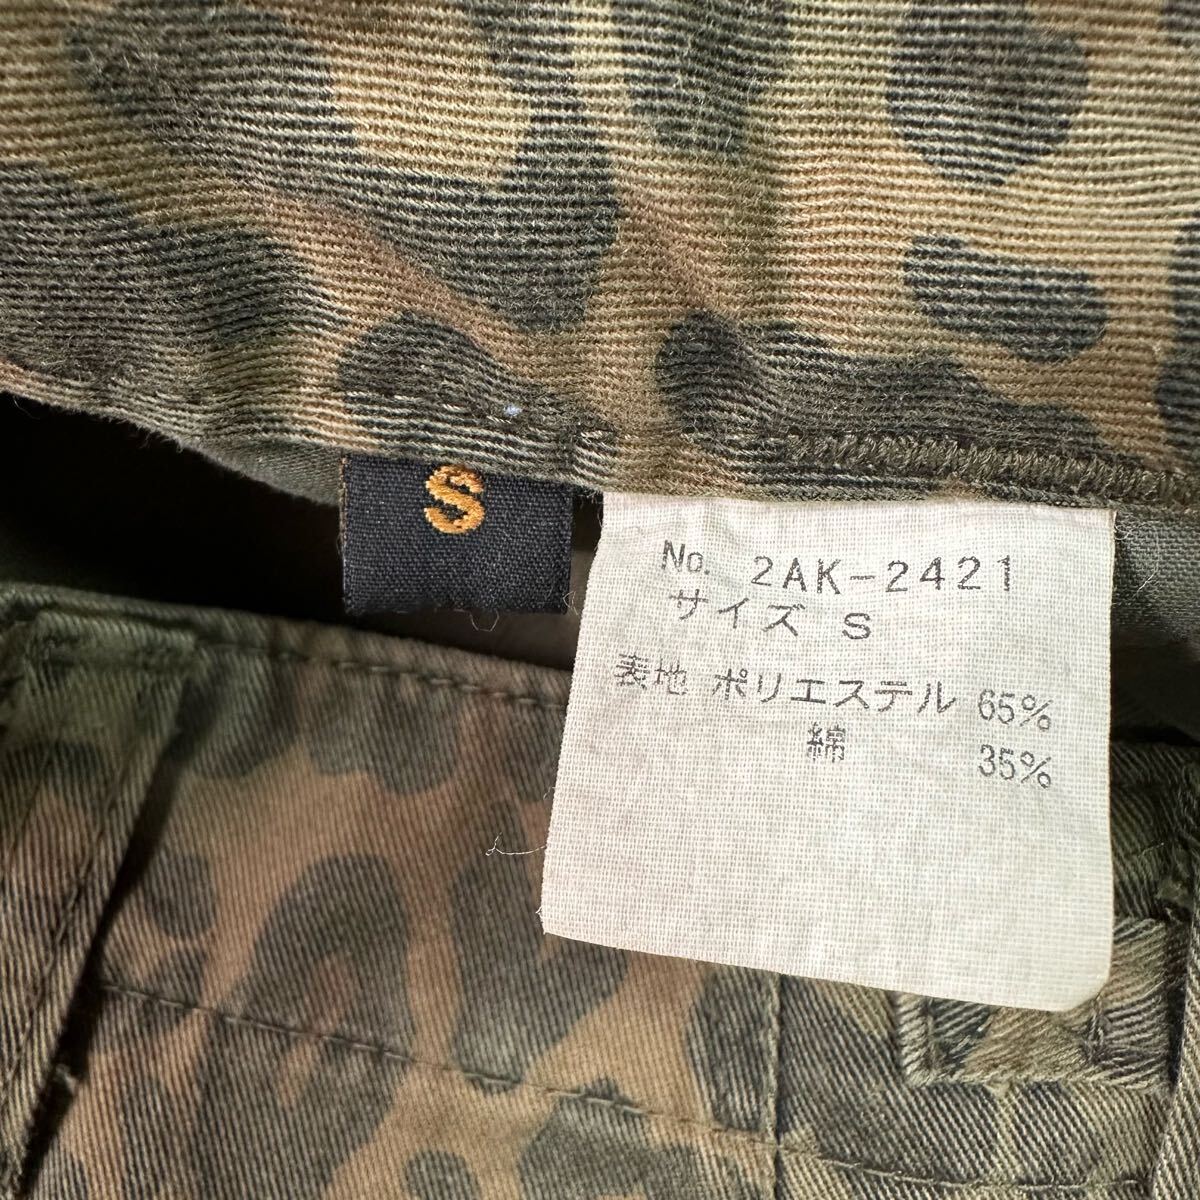 S
No. 2AK-2421
サイズ S
表地 ポリエステル 65%
綿 35%